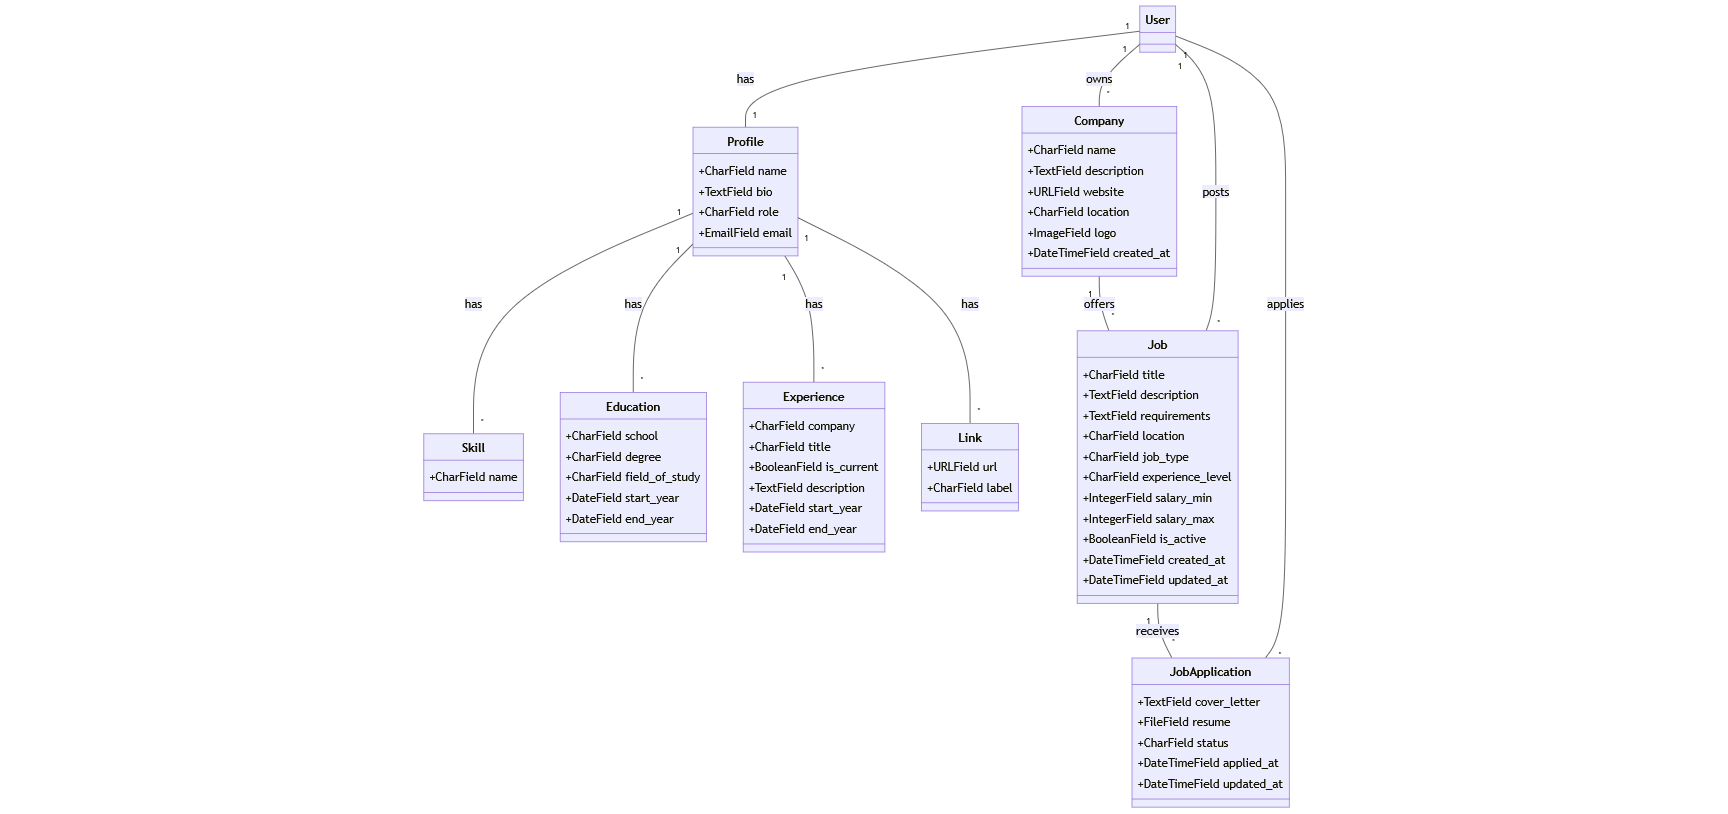 User
1
1
1
1
has
owns
*
1
Company
+CharField name
+TextField description
+URLField website
+CharField location
+ImageField logo
+DateTimeField created_at
Profile
+CharField name
+TextField bio
+CharField role
+EmailField email
posts
1
1
1
1
has
has
has
has
1
offers
*
*
applies
Job
+CharField title
+TextField description
+TextField requirements
+CharField location
+CharField job_type
+CharField experience_level
+IntegerField salary_min
+IntegerField salary_max
+BooleanField is_active
+DateTimeField created_at
+DateTimeField updated_at
*
*
*
*
Skill
+CharField name
Education
+CharField school
+CharField degree
+CharField field_of_study
+DateField start_year
+DateField end_year
Experience
+CharField company
+CharField title
+BooleanField is_current
+TextField description
+DateField start_year
+DateField end_year
Link
+URLField url
+CharField label
1
receives
*
*
JobApplication
+TextField cover_letter
+FileField resume
+CharField status
+DateTimeField applied_at
+DateTimeField updated_at